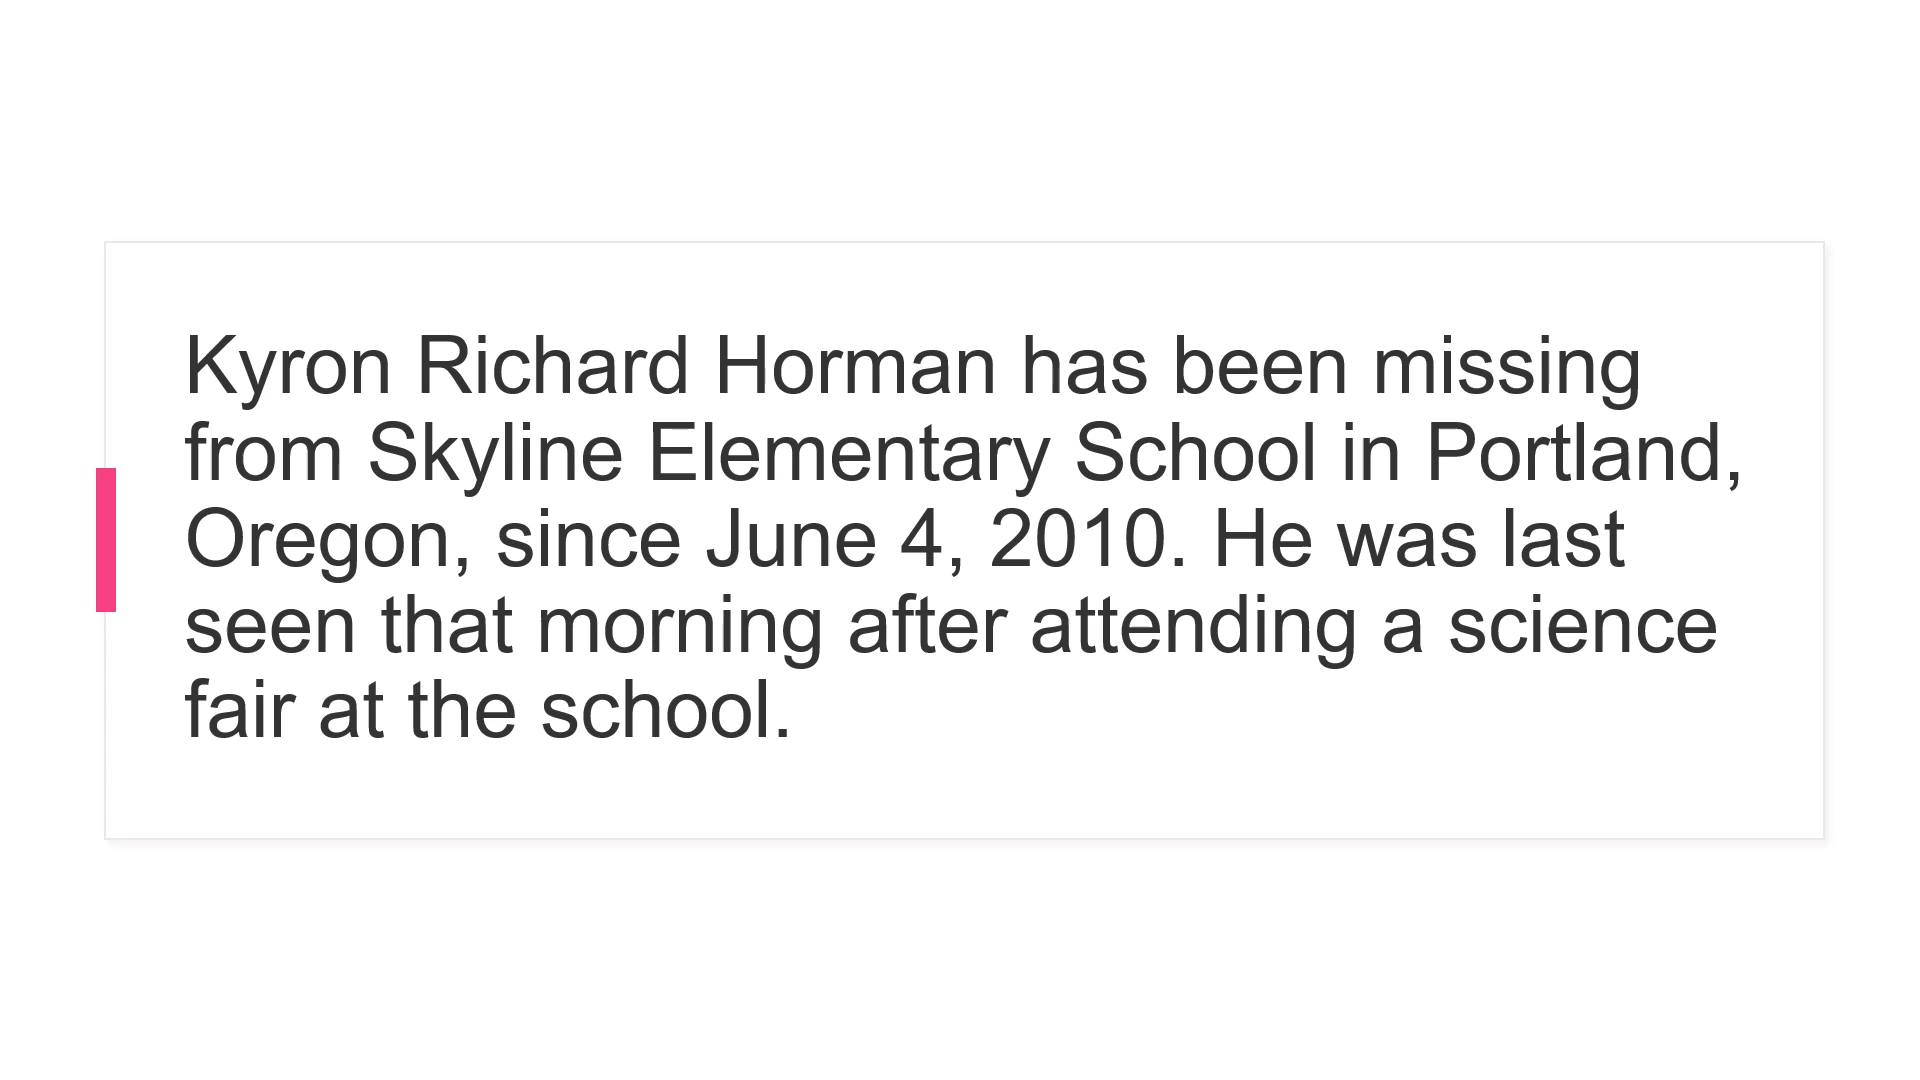 Kyron Richard Horman has been missing
from Skyline Elementary School in Portland,
Oregon, since June 4, 2010. He was last
seen that morning after attending a science
fair at the school.